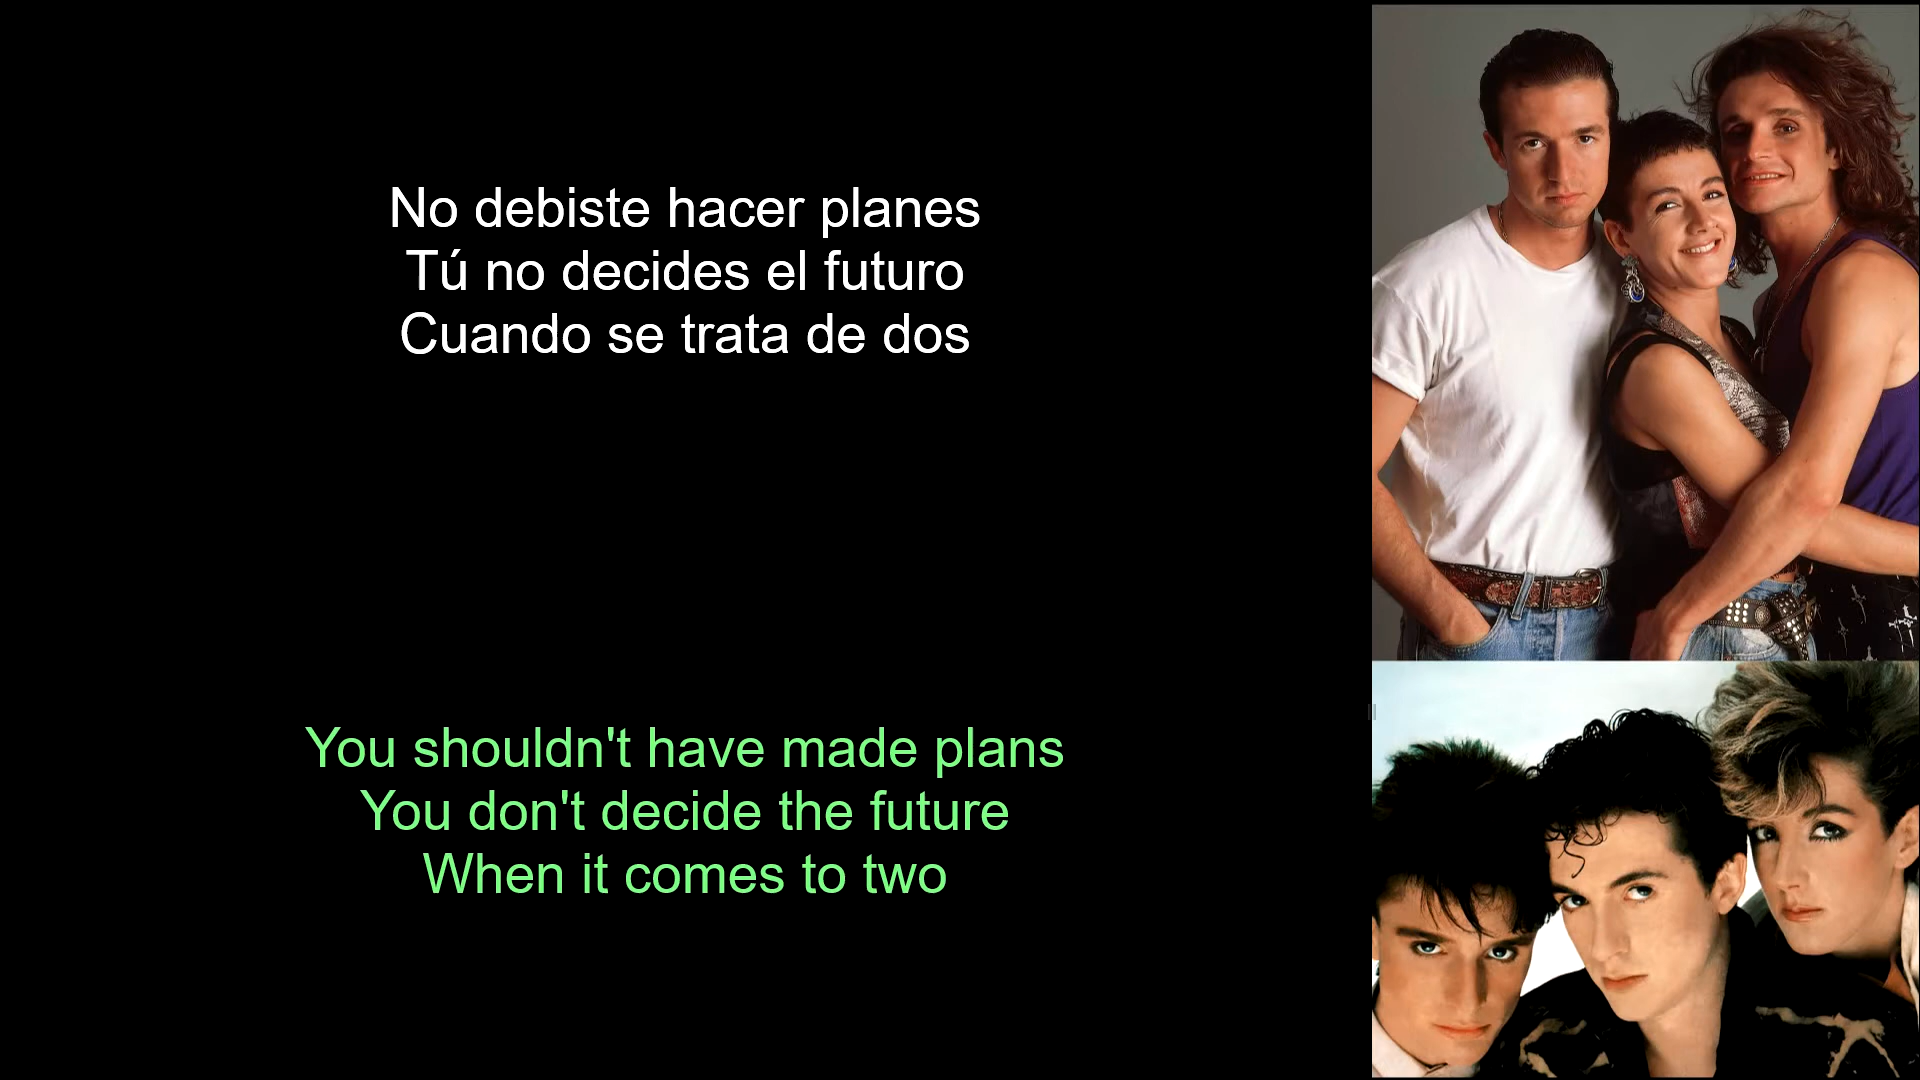 No debiste hacer planes
Tú no decides el futuro
Cuando se trata de dos
You shouldn't have made plans
You don't decide the future
When it comes to two